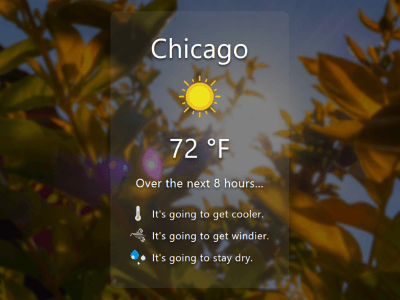 Chicago
72 °F
Over the next 8 hours...
It's going to get cooler.
It's going to get windier.
It's going to stay dry.